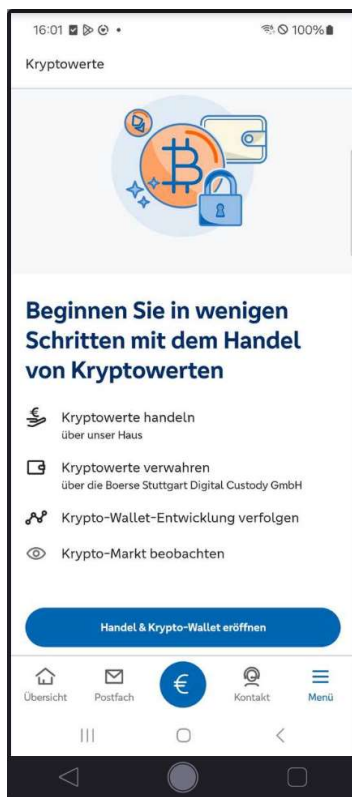 16:01
100%
Kryptowerte
Beginnen Sie in wenigen
Schritten mit dem Handel
von Kryptowerten
Kryptowerte handeln
über unser Haus
Kryptowerte verwahren
über die Boerse Stuttgart Digital Custody GmbH
Krypto-Wallet-Entwicklung verfolgen
Krypto-Markt beobachten
Handel & Krypto-Wallet eröffnen
Übersicht
Postfach
€
Kontakt
Menü